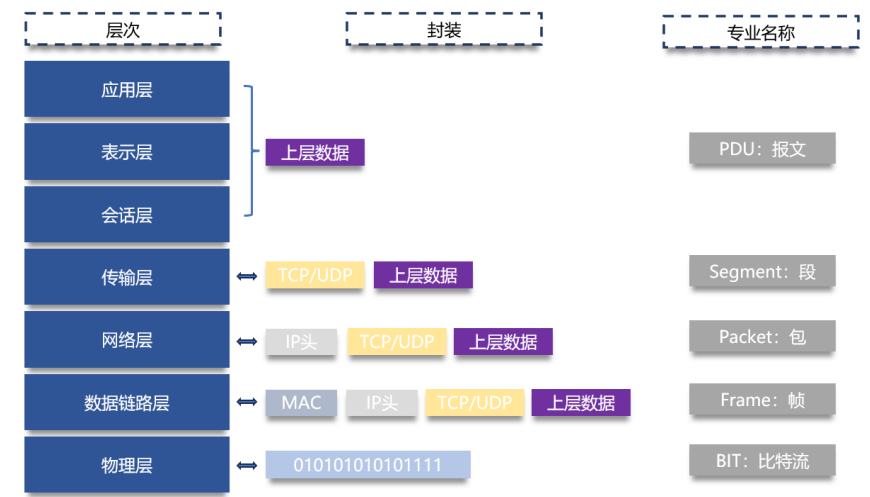 层次 封装 专业名称
应用层
表示层 上层数据 PDU：报文
会话层
传输层 TCP/UDP 上层数据 Segment：段
网络层 IP头 TCP/UDP 上层数据 Packet：包
数据链路层 MAC IP头 TCP/UDP 上层数据 Frame：帧
物理层 010101010101111 BIT：比特流